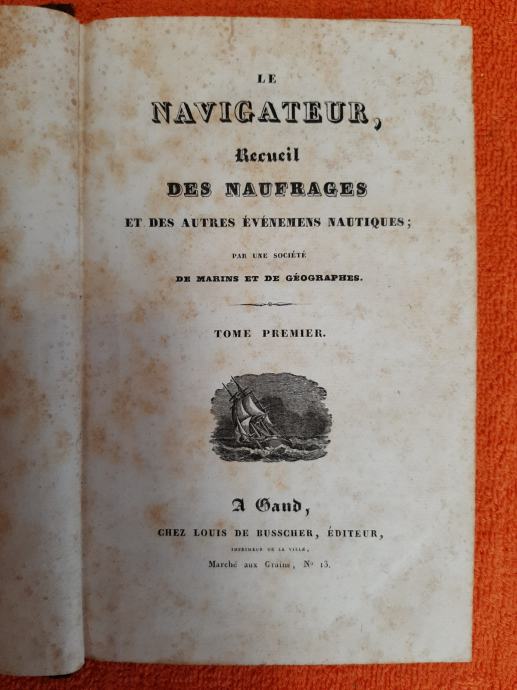 LE
NAVIGATEUR,
Recueil
DES NAUFRAGES
ET DES AUTRES ÉVÉNEMENS NAUTIQUES;
PAR UNE SOCIÉTÉ
DE MARINS ET DE GÉOGRAPHES.
TOME PREMIER.
A Gand,
CHEZ LOUIS DE BUSSCHER, ÉDITEUR,
IMPRIMEUR DE LA VILLE,
Marché aux Grains, Nº 13.